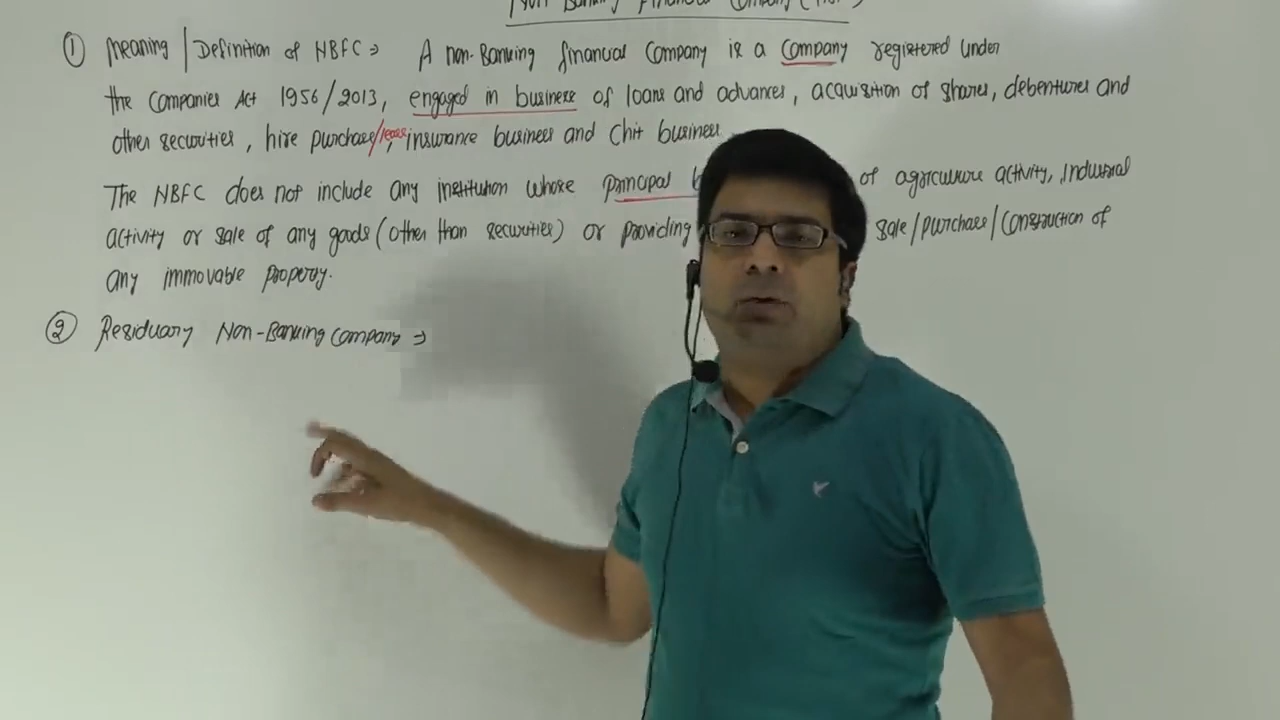 Non Banking Financial Company
① Meaning/Definition of NBFC ⇒ A non-Banking financial Company is a Company registered under
the Companies Act 1956/2013, engaged in business of loans and advances, acquisition of shares, debentures and
other securities, hire purchase/lease, insurance business and Chit business
The NBFC does not include any institution whose principal of agriculture activity, Industrial
activity or sale of any goods (Other than securities) or providing sale/purchase/Construction of
any immovable property.
② Residuary Non-Banking Company ⇒